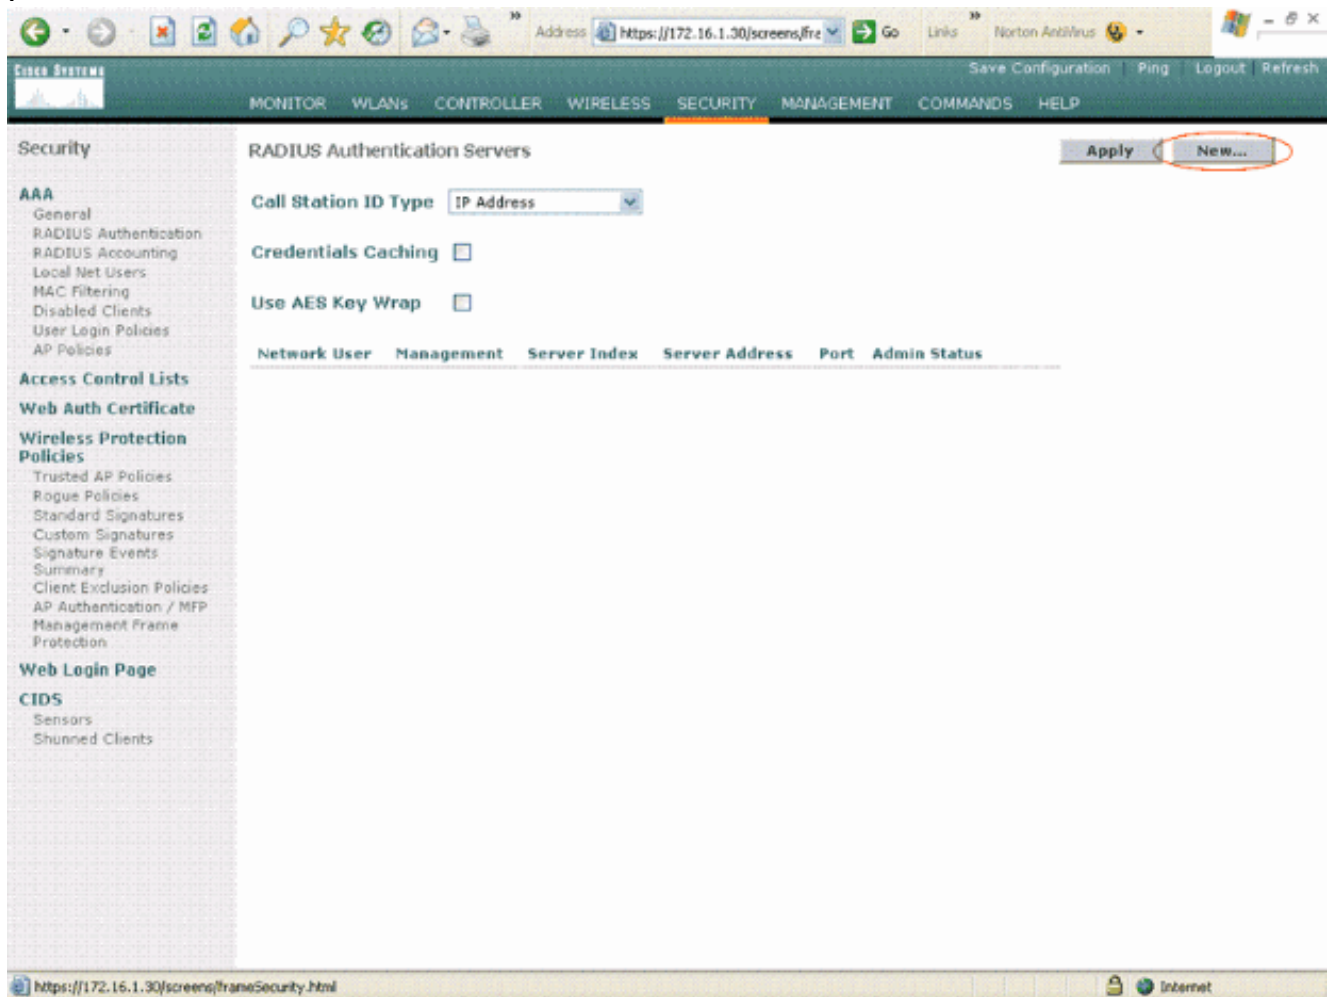 Address https://172.16.1.30/screens/fra Go Links Norton AntiVirus
CISCO SYSTEMS
Save Configuration Ping Logout Refresh
MONITOR WLANs CONTROLLER WIRELESS SECURITY MANAGEMENT COMMANDS HELP
Security
RADIUS Authentication Servers
Apply New...
AAA
General
RADIUS Authentication
RADIUS Accounting
Local Net Users
MAC Filtering
Disabled Clients
User Login Policies
AP Policies
Access Control Lists
Web Auth Certificate
Wireless Protection
Policies
Trusted AP Policies
Rogue Policies
Standard Signatures
Custom Signatures
Signature Events
Summary
Client Exclusion Policies
AP Authentication / MFP
Management Frame
Protection
Web Login Page
CIDS
Sensors
Shunned Clients
Call Station ID Type IP Address
Credentials Caching
Use AES Key Wrap
Network User Management Server Index Server Address Port Admin Status
https://172.16.1.30/screens/frameSecurity.html Internet